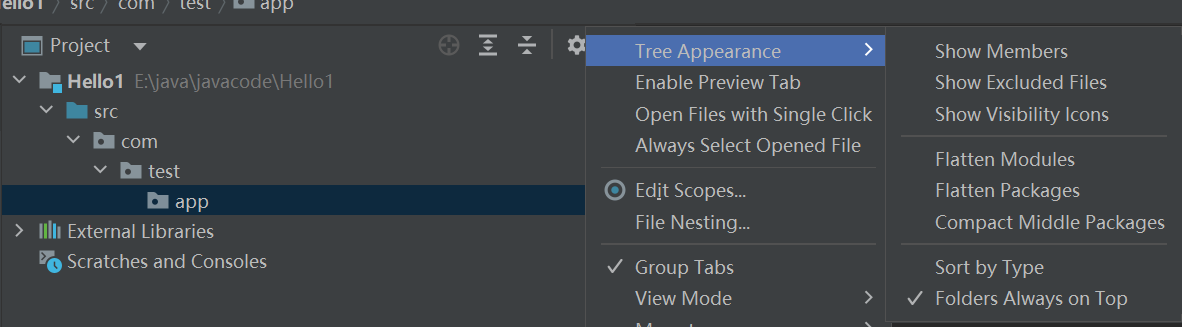 Hello1 > src > com > test > app
Project
Hello1 E:\java\javacode\Hello1
src
com
test
app
External Libraries
Scratches and Consoles
Tree Appearance
Enable Preview Tab
Open Files with Single Click
Always Select Opened File
Edit Scopes...
File Nesting...
Group Tabs
View Mode
Show Members
Show Excluded Files
Show Visibility Icons
Flatten Modules
Flatten Packages
Compact Middle Packages
Sort by Type
Folders Always on Top